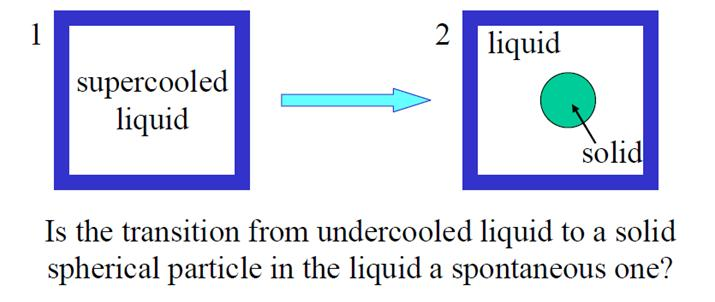 1
supercooled
liquid
2
liquid
solid
Is the transition from undercooled liquid to a solid
spherical particle in the liquid a spontaneous one?